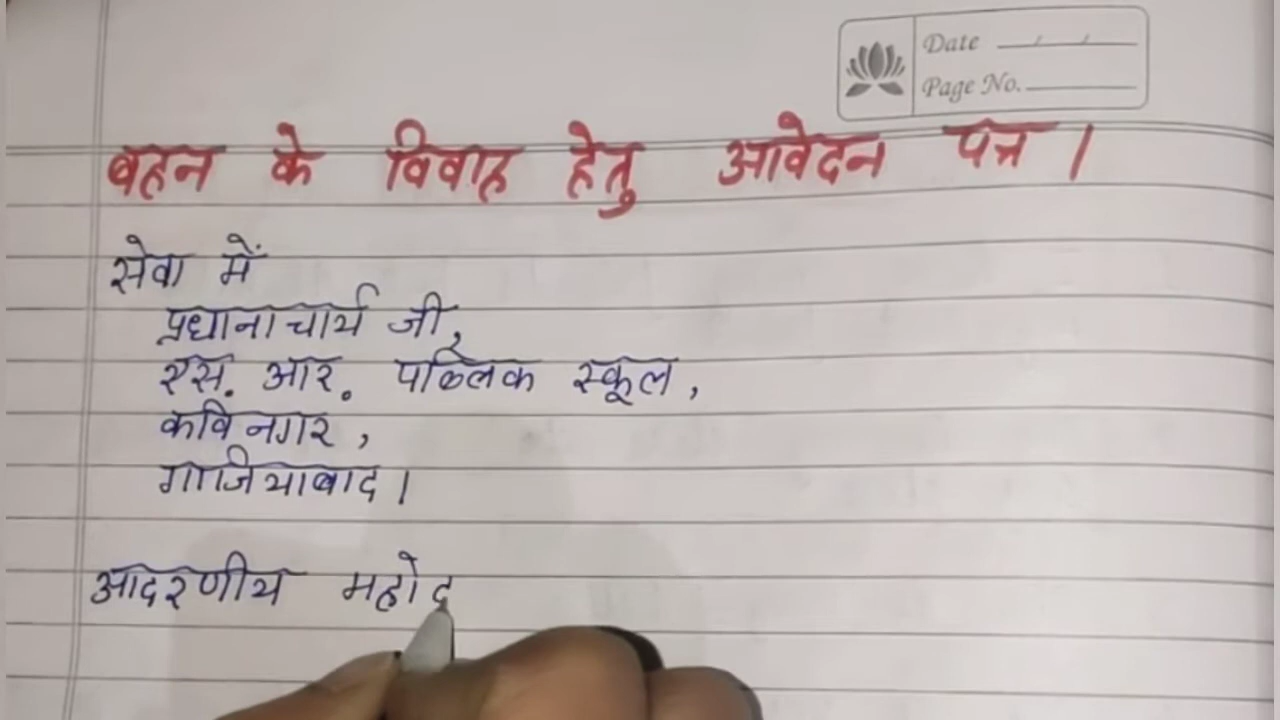 Date
Page No.
बहन के विवाह हेतु आवेदन पत्र ।
सेवा में
प्रधानाचार्य जी,
एस. आर. पब्लिक स्कूल,
कविनगर,
गाजियाबाद।
आदरणीय महोद